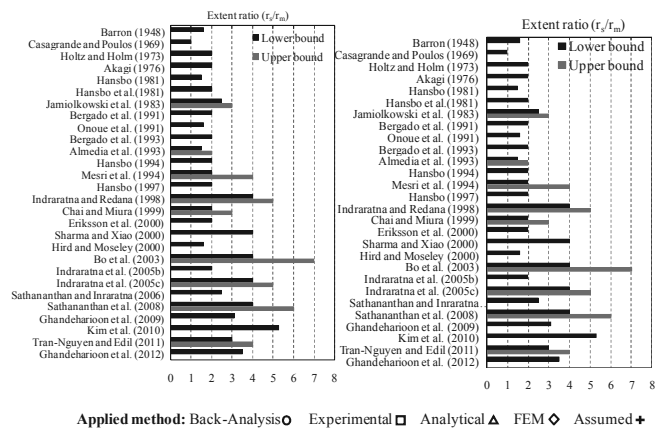 Extent ratio (rs/rm)
Lower bound
Upper bound
Barron (1948)
Casagrande and Poulos (1969)
Holtz and Holm (1973)
Akagi (1976)
Hansbo (1981)
Hansbo et al.(1981)
Jamiolkowski et al. (1983)
Bergado et al. (1991)
Onoue et al. (1991)
Bergado et al. (1993)
Almedia et al. (1993)
Hansbo (1994)
Mesri et al. (1994)
Hansbo (1997)
Indraratna and Redana (1998)
Chai and Miura (1999)
Eriksson et al. (2000)
Sharma and Xiao (2000)
Hird and Moseley (2000)
Bo et al. (2003)
Indraratna et al. (2005b)
Indraratna et al. (2005c)
Sathananthan and Inraratna (2006)
Sathananthan et al. (2008)
Ghandeharioon et al. (2009)
Kim et al. (2010)
Tran-Nguyen and Edil (2011)
Ghandeharioon et al. (2012)
0 1 2 3 4 5 6 7 8
Extent ratio (rs/rm)
Lower bound
Upper bound
Barron (1948)
Casagrande and Poulos (1969)
Holtz and Holm (1973)
Akagi (1976)
Hansbo (1981)
Hansbo et al.(1981)
Jamiolkowski et al. (1983)
Bergado et al. (1991)
Onoue et al. (1991)
Bergado et al. (1993)
Almedia et al. (1993)
Hansbo (1994)
Mesri et al. (1994)
Hansbo (1997)
Indraratna and Redana (1998)
Chai and Miura (1999)
Eriksson et al. (2000)
Sharma and Xiao (2000)
Hird and Moseley (2000)
Bo et al. (2003)
Indraratna et al. (2005b)
Indraratna et al. (2005c)
Sathananthan and Inraratna...
Sathananthan et al. (2008)
Ghandeharioon et al. (2009)
Kim et al. (2010)
Tran-Nguyen and Edil (2011)
Ghandeharioon et al. (2012)
0 1 2 3 4 5 6 7 8
Applied method: Back-Analysis Experimental Analytical FEM Assumed